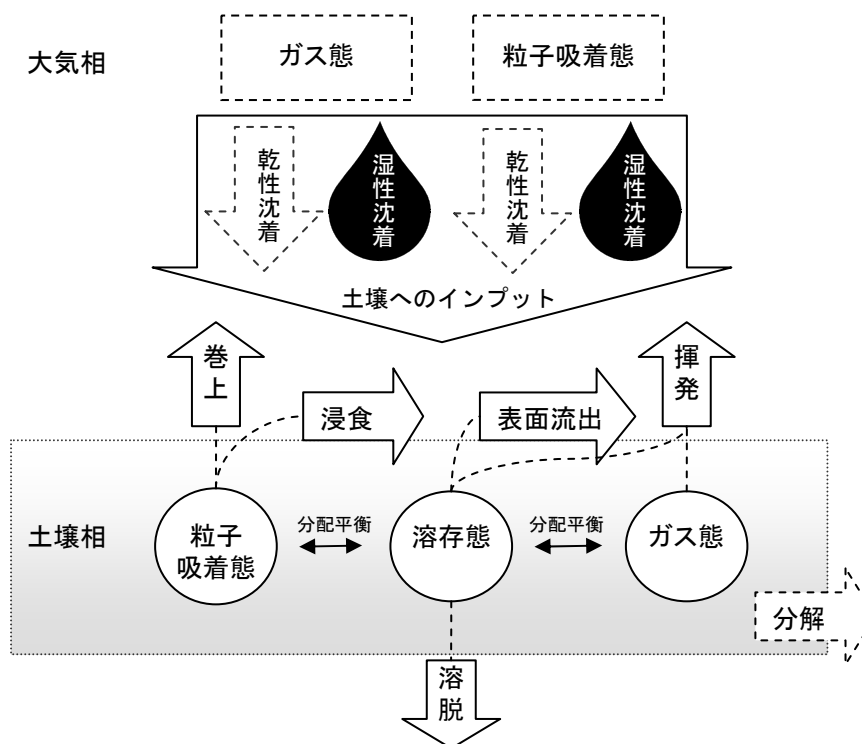 大気相
ガス態
粒子吸着態
乾性沈着
湿性沈着
乾性沈着
湿性沈着
土壌へのインプット
巻上
浸食
表面流出
揮発
土壌相
粒子
吸着態
分配平衡
溶存態
分配平衡
ガス態
分解
溶脱